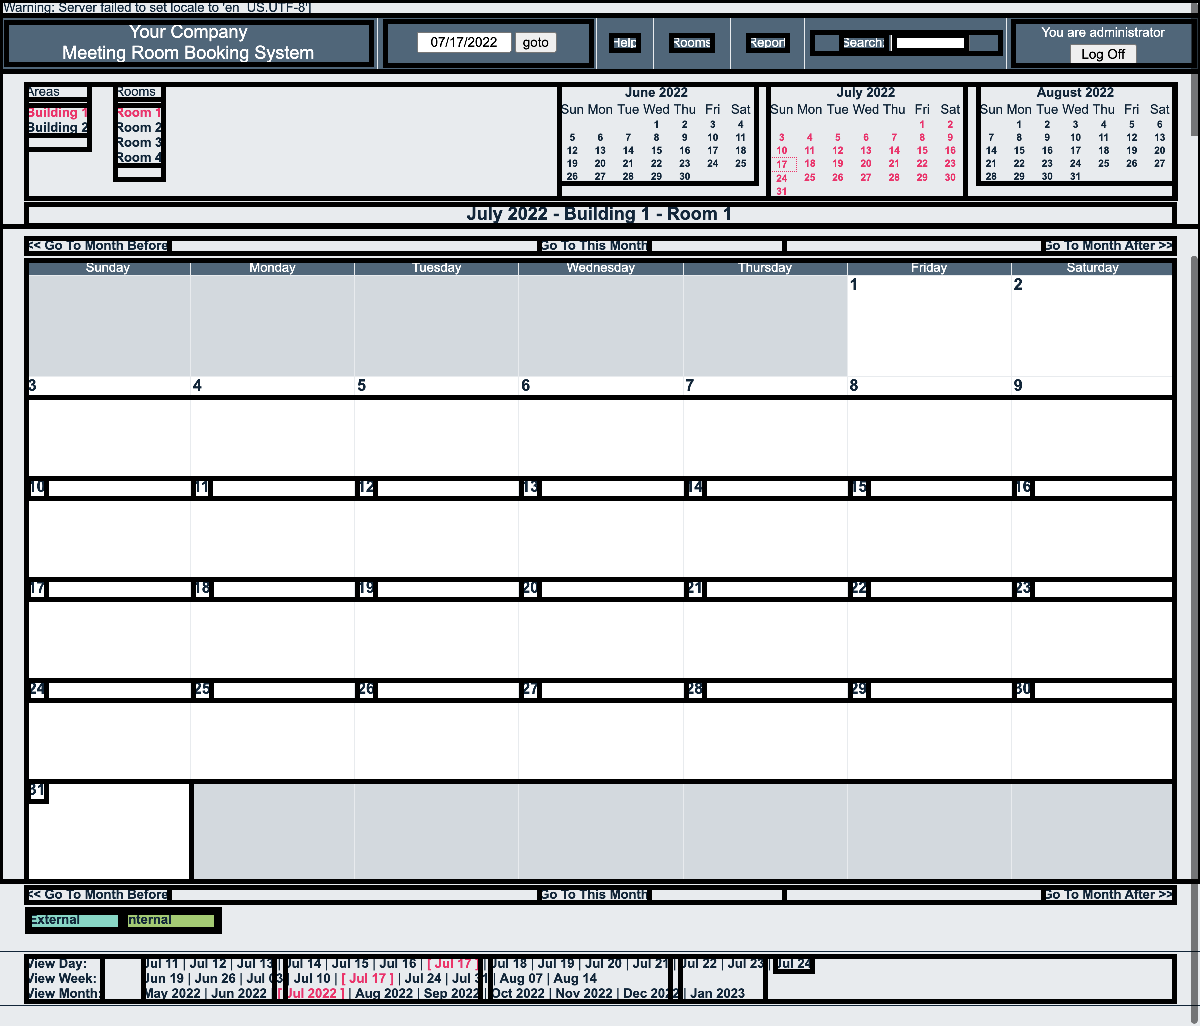 Warning: Server failed to set locale to 'en_US.UTF-8']
Your Company
Meeting Room Booking System
07/17/2022 goto
Help
Rooms
Report
Search:
You are administrator
Log Off
Areas
Building 1
Building 2
Rooms
Room 1
Room 2
Room 3
Room 4
June 2022
Sun Mon Tue Wed Thu Fri Sat
1 2 3 4
5 6 7 8 9 10 11
12 13 14 15 16 17 18
19 20 21 22 23 24 25
26 27 28 29 30
July 2022
Sun Mon Tue Wed Thu Fri Sat
1 2
3 4 5 6 7 8 9
10 11 12 13 14 15 16
17 18 19 20 21 22 23
24 25 26 27 28 29 30
31
August 2022
Sun Mon Tue Wed Thu Fri Sat
1 2 3 4 5 6
7 8 9 10 11 12 13
14 15 16 17 18 19 20
21 22 23 24 25 26 27
28 29 30 31
July 2022 - Building 1 - Room 1
<< Go To Month Before Go To This Month Go To Month After >>
Sunday Monday Tuesday Wednesday Thursday Friday Saturday
1 2
3 4 5 6 7 8 9
10 11 12 13 14 15 16
17 18 19 20 21 22 23
24 25 26 27 28 29 30
31
<< Go To Month Before Go To This Month Go To Month After >>
External Internal
View Day: Jul 11 | Jul 12 | Jul 13 | Jul 14 | Jul 15 | Jul 16 | [ Jul 17 ] | Jul 18 | Jul 19 | Jul 20 | Jul 21 | Jul 22 | Jul 23 | Jul 24
View Week: Jun 19 | Jun 26 | Jul 03 | Jul 10 | [ Jul 17 ] | Jul 24 | Jul 31 | Aug 07 | Aug 14
View Month: May 2022 | Jun 2022 | [ Jul 2022 ] | Aug 2022 | Sep 2022 | Oct 2022 | Nov 2022 | Dec 2022 | Jan 2023